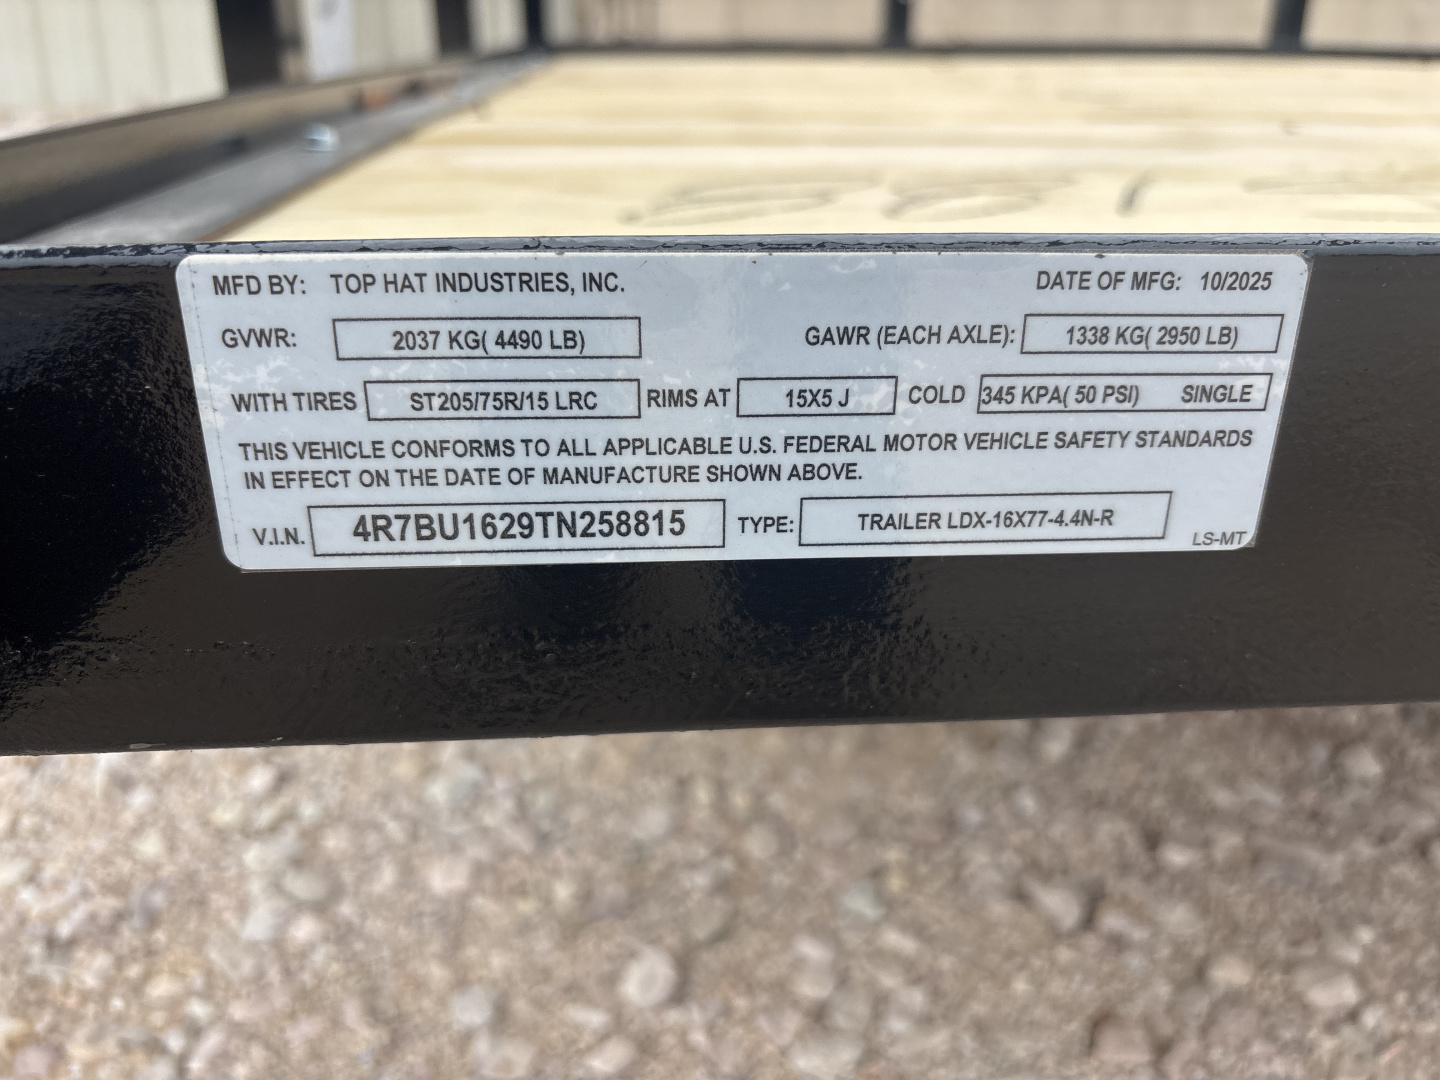 MFD BY: TOP HAT INDUSTRIES, INC. DATE OF MFG: 10/2025
GVWR: 2037 KG( 4490 LB) GAWR (EACH AXLE): 1338 KG( 2950 LB)
WITH TIRES ST205/75R/15 LRC RIMS AT 15X5 J COLD 345 KPA( 50 PSI) SINGLE
THIS VEHICLE CONFORMS TO ALL APPLICABLE U.S. FEDERAL MOTOR VEHICLE SAFETY STANDARDS
IN EFFECT ON THE DATE OF MANUFACTURE SHOWN ABOVE.
V.I.N. 4R7BU1629TN258815 TYPE: TRAILER LDX-16X77-4.4N-R
LS-MT